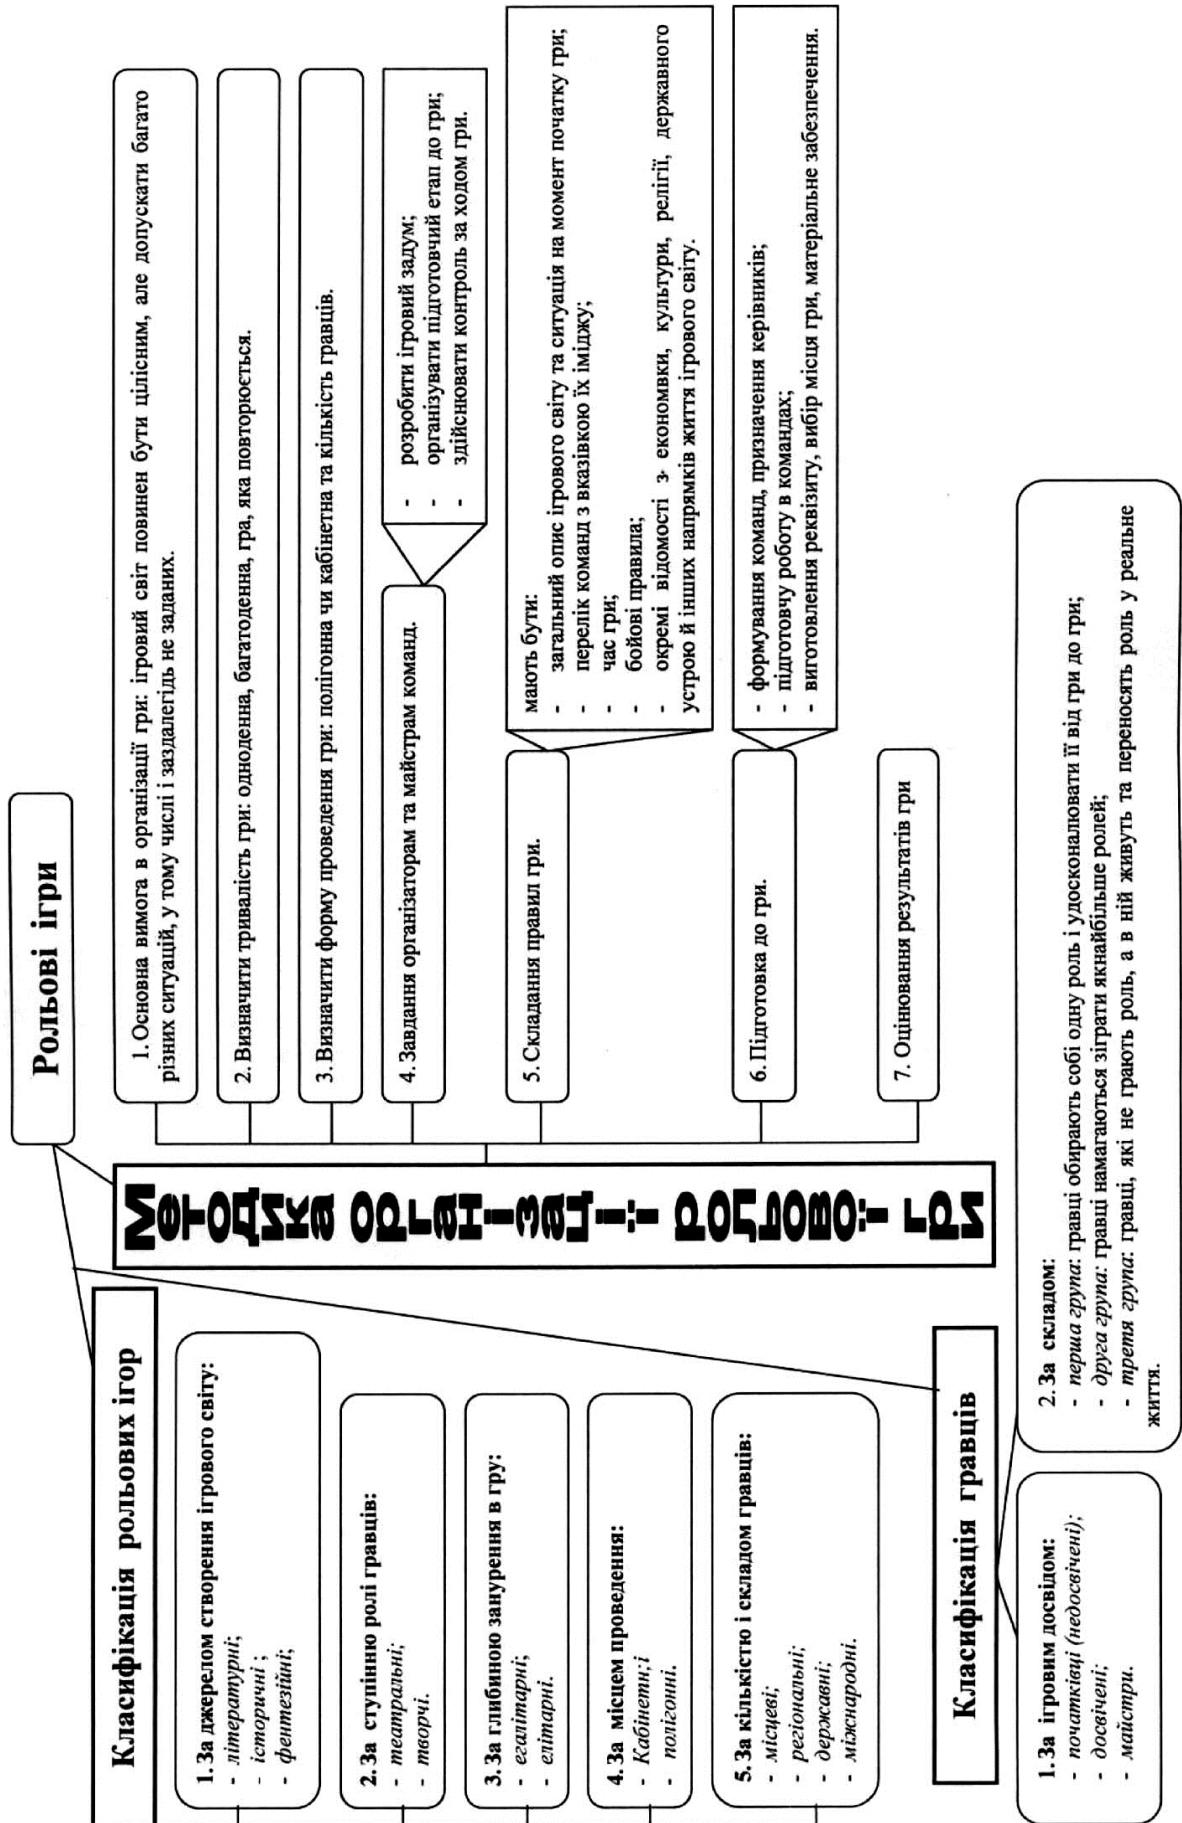 Рольові ігри
Класифікація рольових ігор
1. За джерелом створення ігрового світу:
- літературні;
- історичні ;
- фентезійні;
2. За ступінню ролі гравців:
- театральні;
- творчі.
3. За глибиною занурення в гру:
- егалітарні;
- елітарні.
4. За місцем проведення:
- Кабінетн;і
- полігонні.
5. За кількістю і складом гравців:
- місцеві;
- регіональні;
- державні;
- міжнародні.
Методика організації рольової гри
1. Основна вимога в організації гри: ігровий світ повинен бути цілісним, але допускати багато
різних ситуацій, у тому числі і заздалегідь не заданих.
2. Визначити тривалість гри: одноденна, багатоденна, гра, яка повторюється.
3. Визначити форму проведення гри: полігонна чи кабінетна та кількість гравців.
4. Завдання організаторам та майстрам команд.
- розробити ігровий задум;
- організувати підготовчий етап до гри;
- здійснювати контроль за ходом гри.
5. Складання правил гри.
мають бути:
- загальний опис ігрового світу та ситуація на момент початку гри;
- перелік команд з вказівкою їх іміджу;
- час гри;
- бойові правила;
- окремі відомості з економвки, культури, релігії, державного
устрою й інших напрямків життя ігрового світу.
6. Підготовка до гри.
- формування команд, призначення керівників;
- підготовчу роботу в командах;
- виготовлення реквізиту, вибір місця гри, матеріальне забезпечення.
7. Оцінювання результатів гри
Класифікація гравців
1. За ігровим досвідом:
- початківці (недосвічені);
- досвічені;
- майстри.
2. За складом:
- перша група: гравці обирають собі одну роль і удосконалювати її від гри до гри;
- друга група: гравці намагаються зіграти якнайбільше ролей;
- третя група: гравці, які не грають роль, а в ній живуть та переносять роль у реальне
життя.